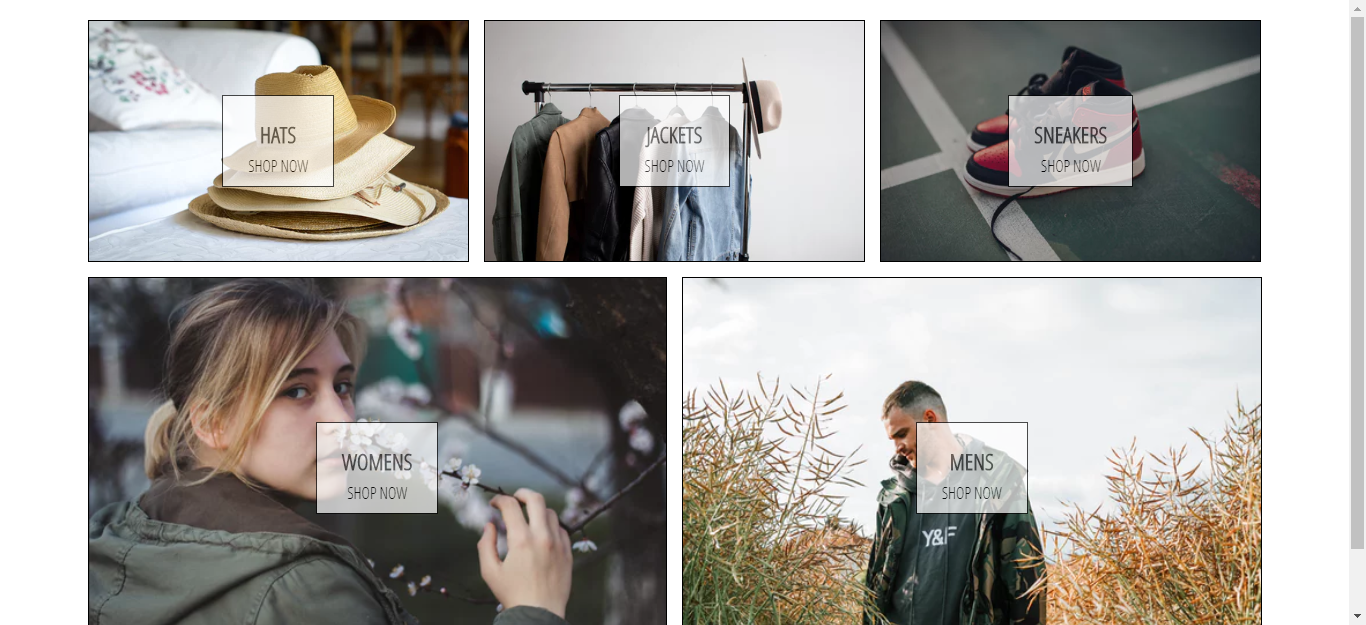 HATS
SHOP NOW
JACKETS
SHOP NOW
SNEAKERS
SHOP NOW
WOMENS
SHOP NOW
MENS
SHOP NOW
Y&F